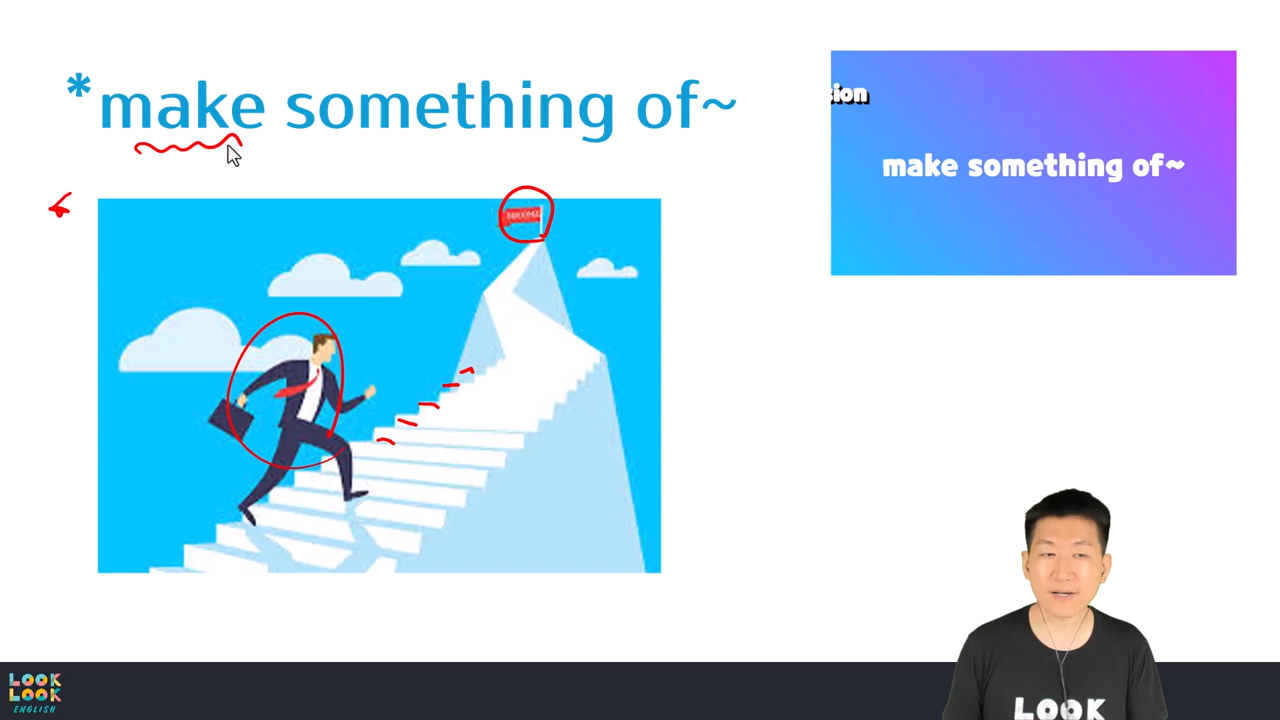 *make something of~
sion
make something of~
LOOK
LOOK
ENGLISH
LOOK